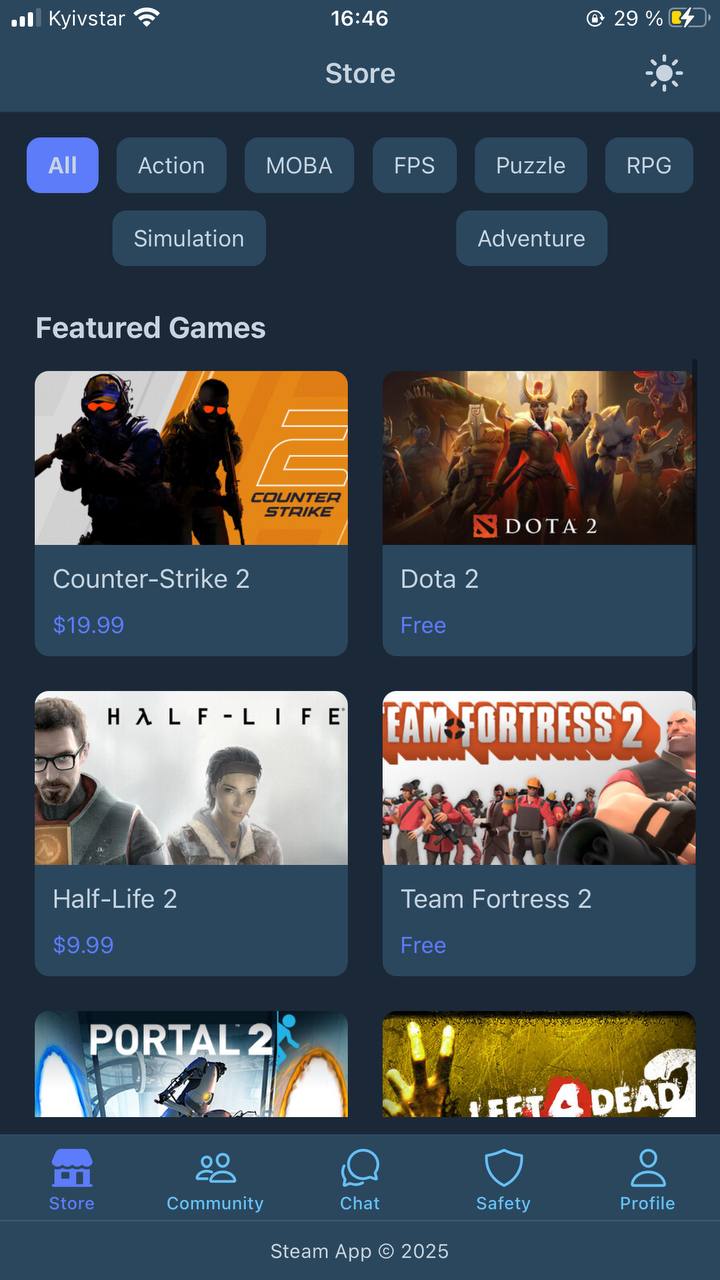 Kyivstar 16:46 29 %
Store
All Action MOBA FPS Puzzle RPG
Simulation Adventure
Featured Games
2
COUNTER
STRIKE
DOTA 2
Counter-Strike 2
$19.99
Dota 2
Free
HλLF-LIFE
TEAM FORTRESS 2
Half-Life 2
$9.99
Team Fortress 2
Free
PORTAL 2
LEFT 4 DEAD 2
Store Community Chat Safety Profile
Steam App © 2025